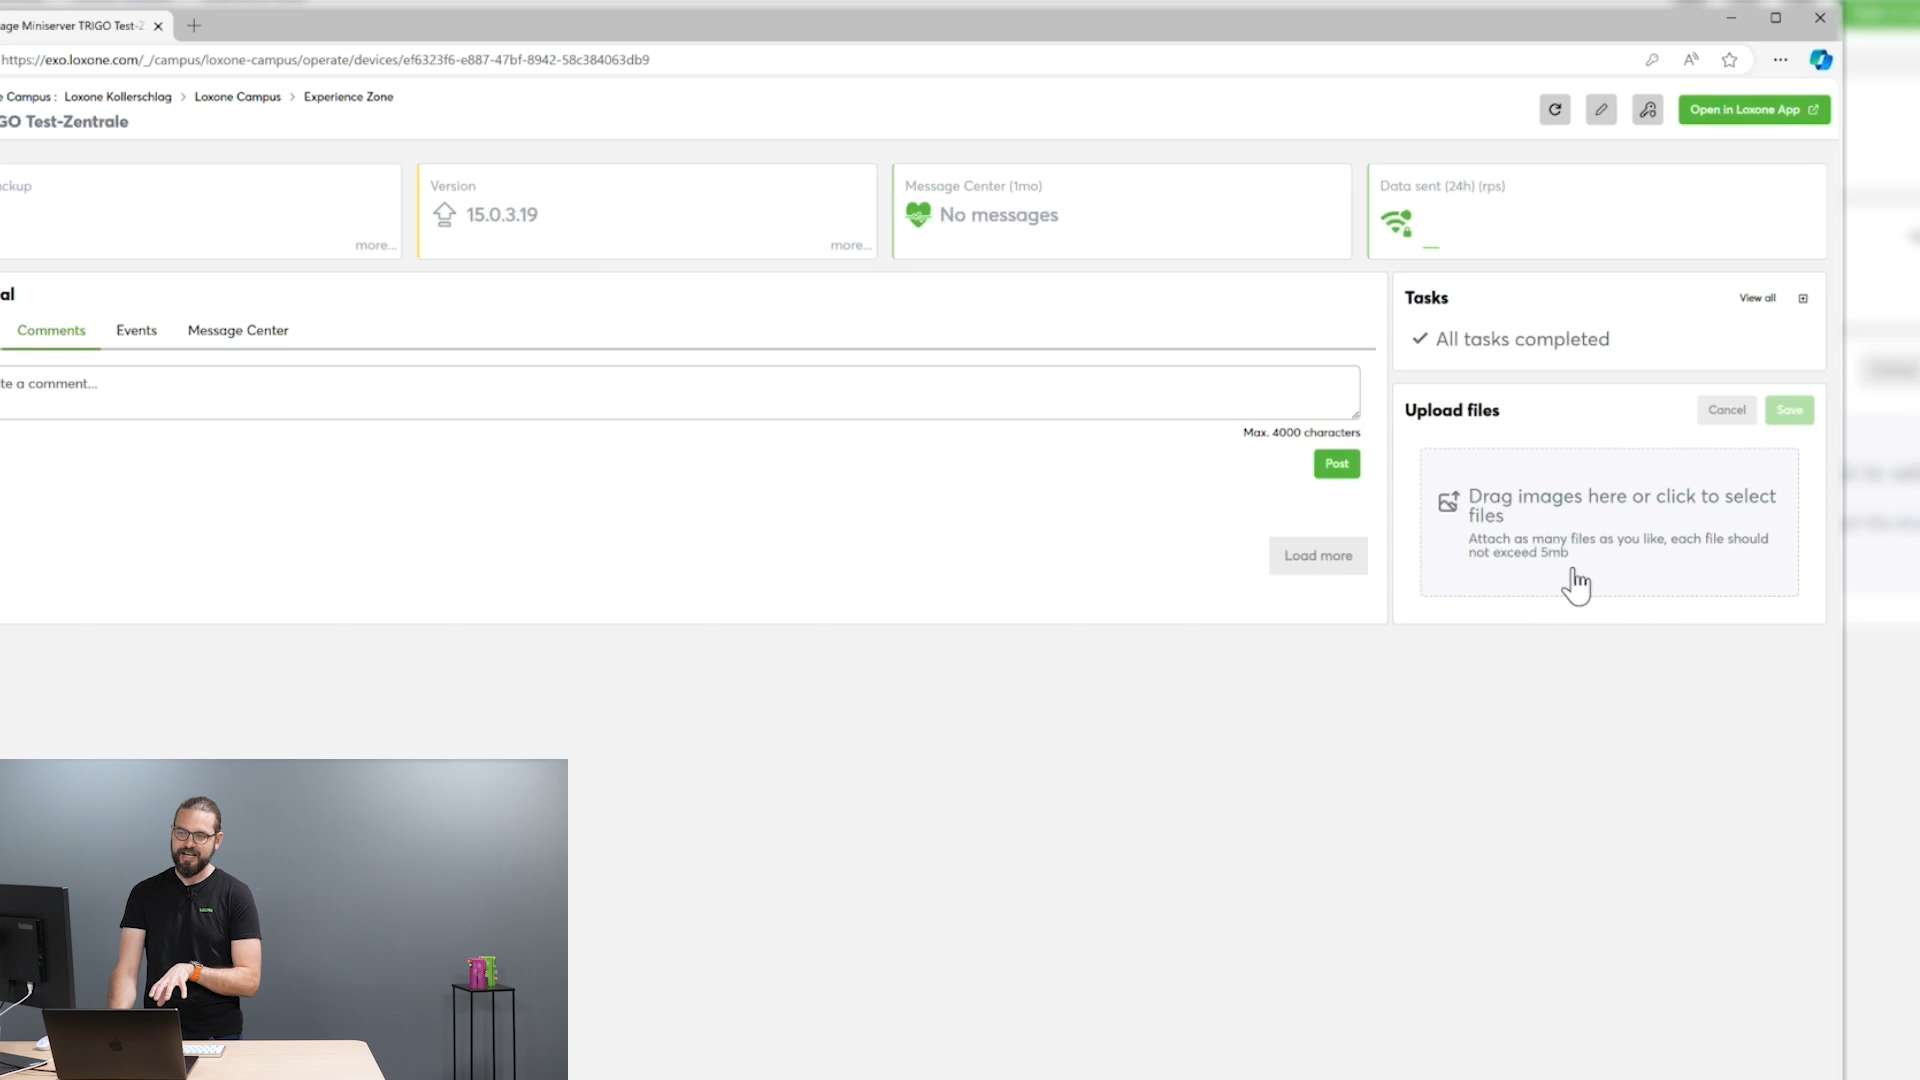 age Miniserver TRIGO Test-Z
https://exo.loxone.com/_/campus/loxone-campus/operate/devices/ef6323f6-e887-47bf-8942-58c384063db9
e Campus : Loxone Kollerschlag > Loxone Campus > Experience Zone
GO Test-Zentrale
Open in Loxone App
ackup
more...
Version
15.0.3.19
more...
Message Center (1mo)
No messages
Data sent (24h) (rps)
al
Comments Events Message Center
te a comment...
Max. 4000 characters
Post
Load more
Tasks
View all
All tasks completed
Upload files
Cancel
Save
Drag images here or click to select
files
Attach as many files as you like, each file should
not exceed 5mb
LOXONE